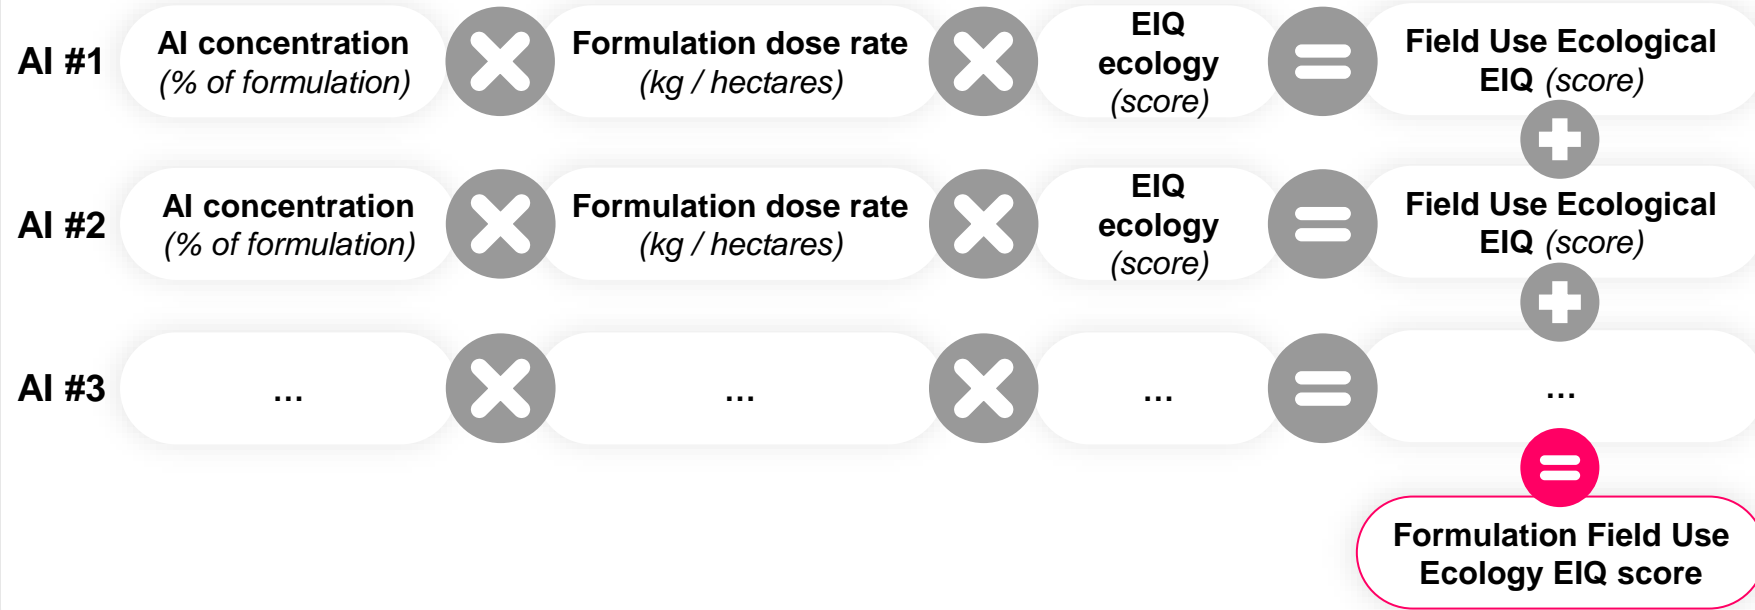 AI #1
AI concentration
(% of formulation)
Formulation dose rate
(kg / hectares)
EIQ
ecology
(score)
Field Use Ecological
EIQ (score)
AI #2
AI concentration
(% of formulation)
Formulation dose rate
(kg / hectares)
EIQ
ecology
(score)
Field Use Ecological
EIQ (score)
AI #3
...
...
...
...
Formulation Field Use
Ecology EIQ score